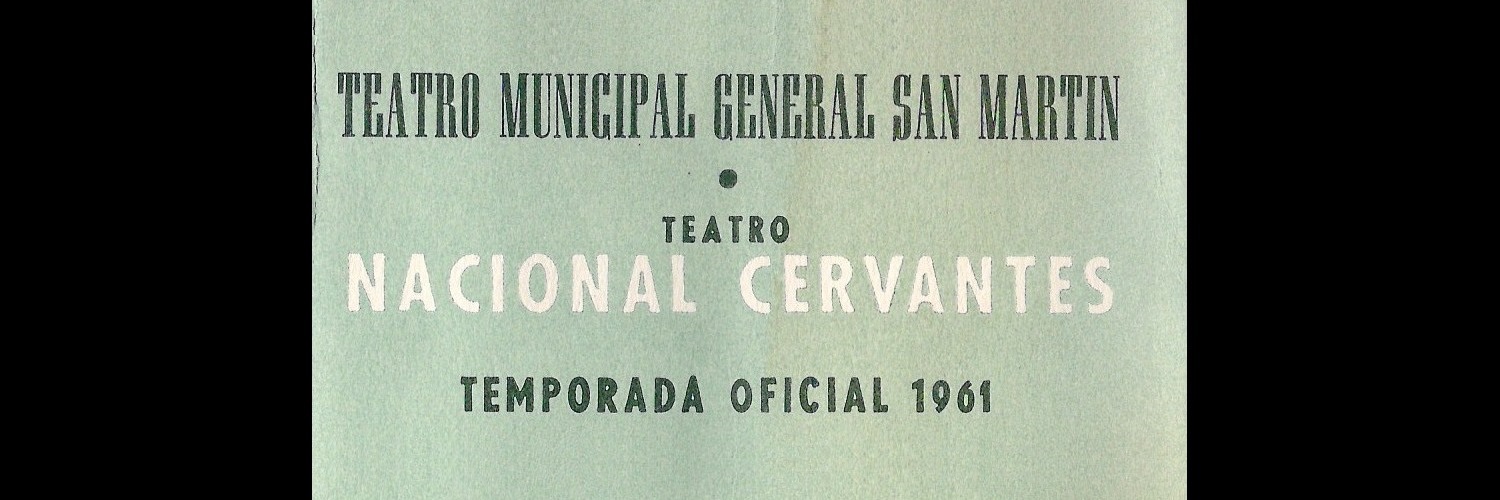 TEATRO MUNICIPAL GENERAL SAN MARTIN
TEATRO
NACIONAL CERVANTES
TEMPORADA OFICIAL 1961